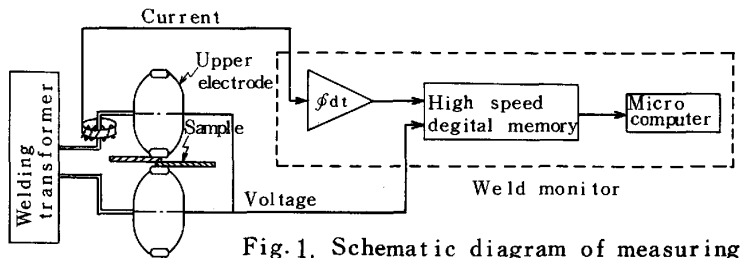 Current
Upper
electrode
Sample
Welding
transformer
∮dt
High speed
degital memory
Micro
computer
Weld monitor
Voltage
Fig. 1. Schematic diagram of measuring